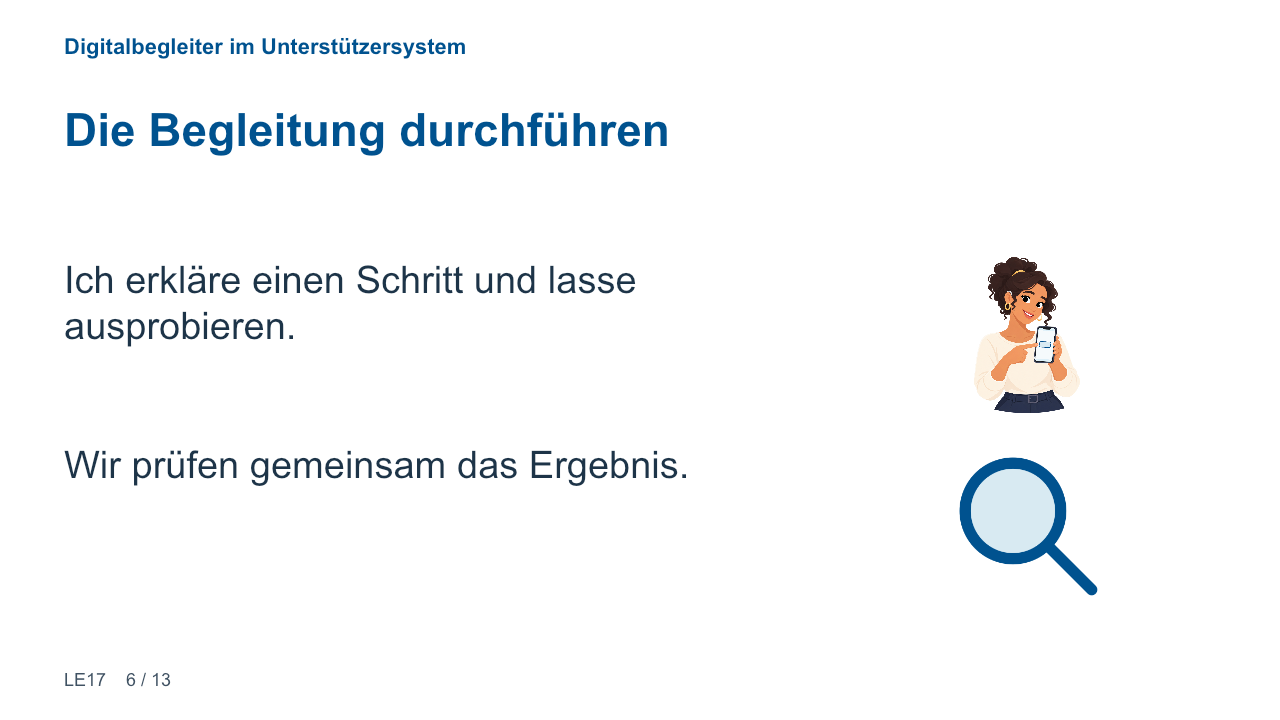 Digitalbegleiter im Unterstützersystem
Die Begleitung durchführen
Ich erkläre einen Schritt und lasse
ausprobieren.
Wir prüfen gemeinsam das Ergebnis.
LE17 6 / 13